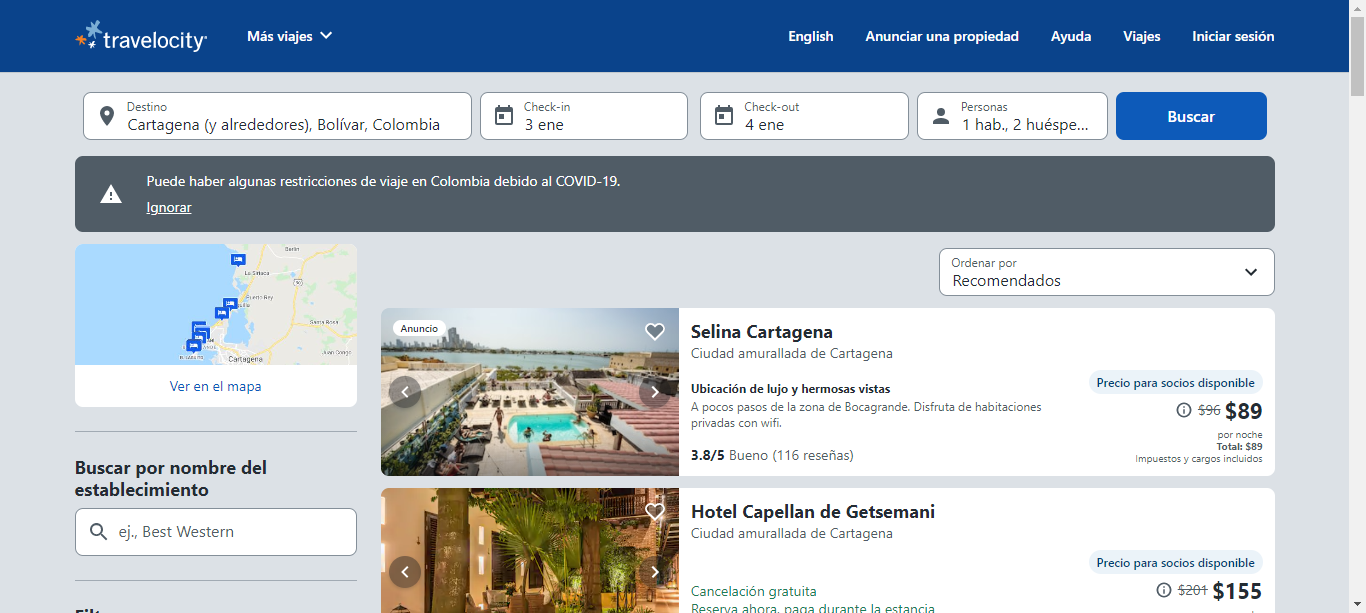 travelocity
Más viajes
English
Anunciar una propiedad
Ayuda
Viajes
Iniciar sesión
Destino
Cartagena (y alrededores), Bolívar, Colombia
Check-in
3 ene
Check-out
4 ene
Personas
1 hab., 2 huéspe...
Buscar
Puede haber algunas restricciones de viaje en Colombia debido al COVID-19.
Ignorar
Berlín
Puerto Rey
Santa Rosa
Juan Congo
Cartagena
Ver en el mapa
Buscar por nombre del
establecimiento
ej., Best Western
Ordenar por
Recomendados
Anuncio
Selina Cartagena
Ciudad amurallada de Cartagena
Ubicación de lujo y hermosas vistas
A pocos pasos de la zona de Bocagrande. Disfruta de habitaciones
privadas con wifi.
3.8/5 Bueno (116 reseñas)
Precio para socios disponible
$96 $89
por noche
Total: $89
Impuestos y cargos incluidos
Hotel Capellan de Getsemani
Ciudad amurallada de Cartagena
Cancelación gratuita
Reserva ahora, paga durante la estancia
Precio para socios disponible
$201 $155